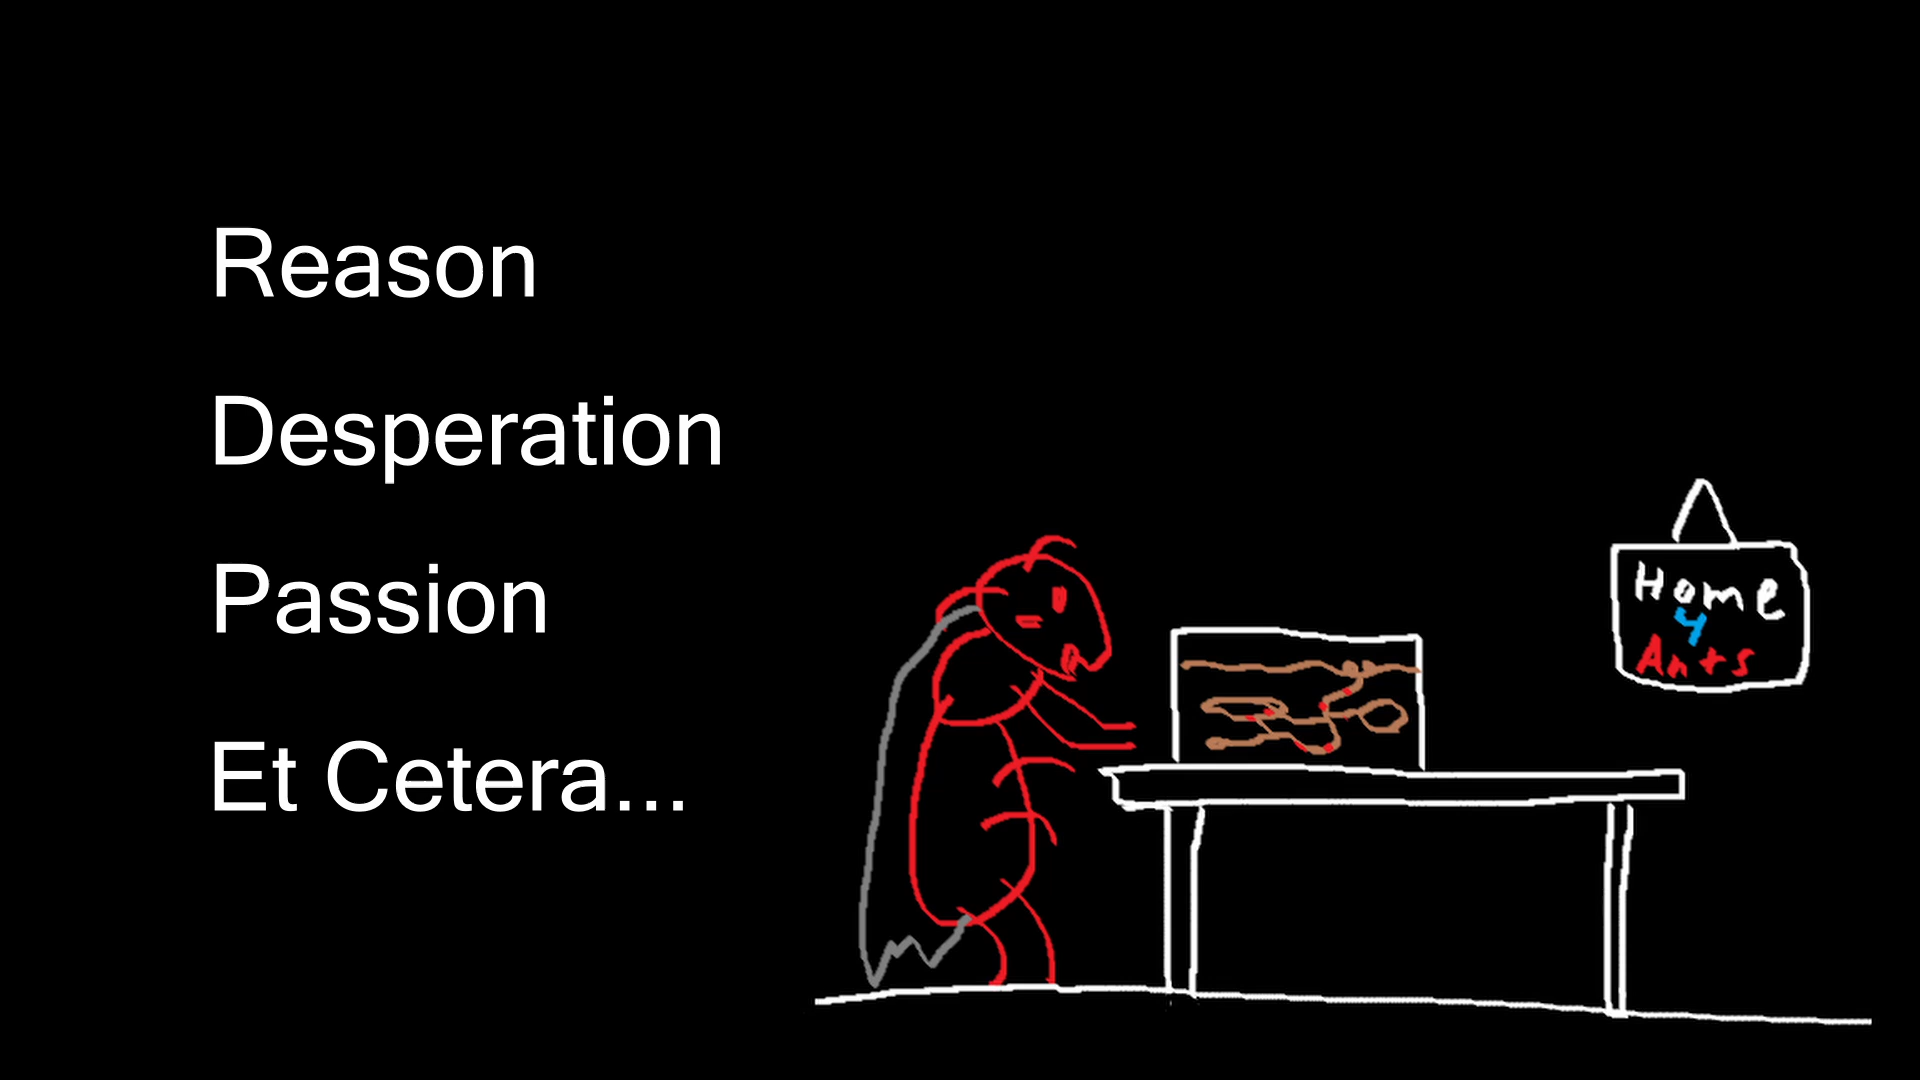 Reason
Desperation
Passion
Et Cetera...
Home
4
Ants